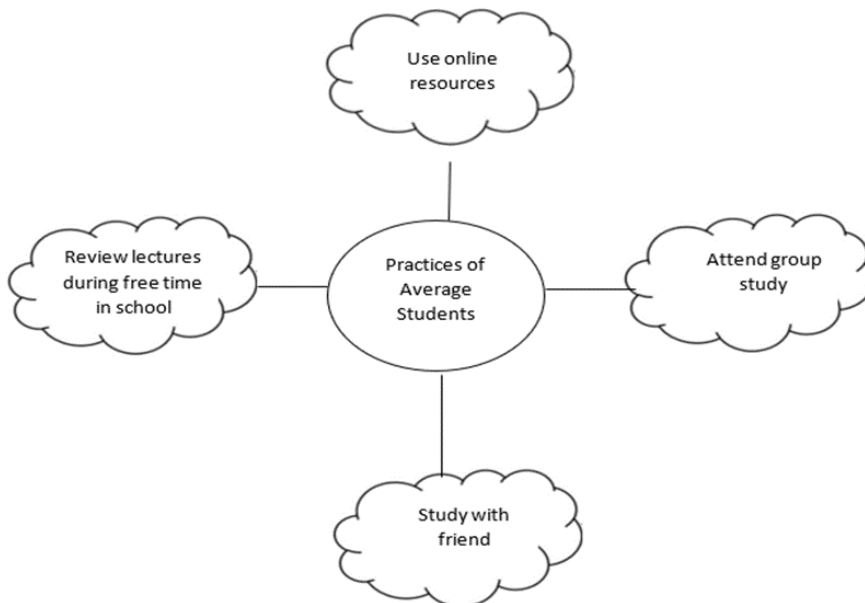 Use online
resources
Review lectures
during free time
in school
Practices of
Average
Students
Attend group
study
Study with
friend